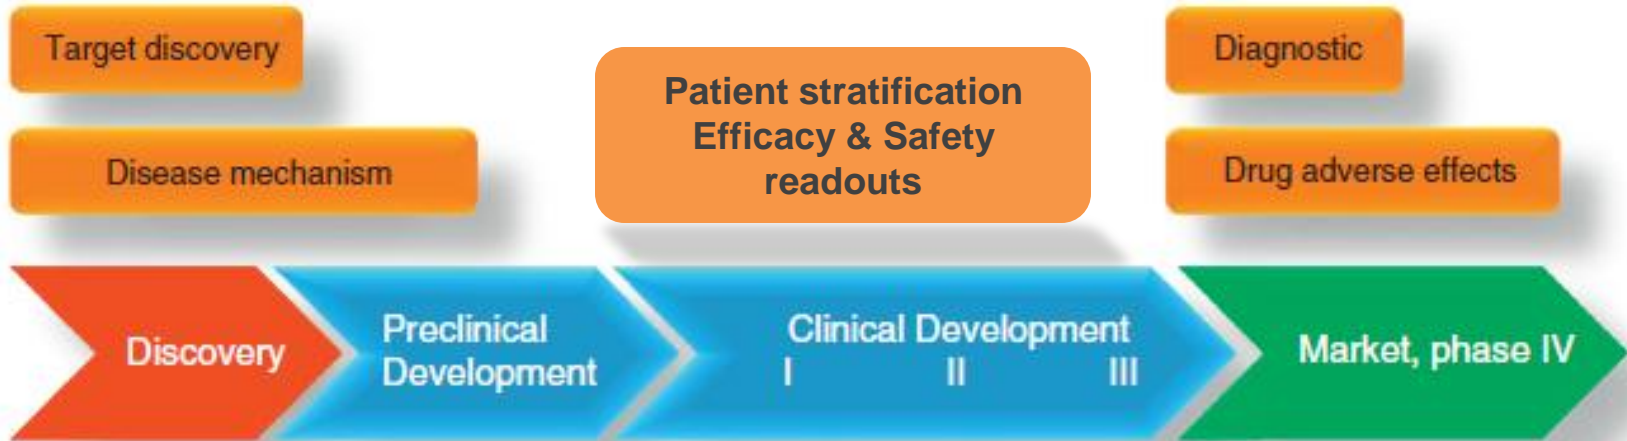 Target discovery
Disease mechanism
Patient stratification
Efficacy & Safety
readouts
Diagnostic
Drug adverse effects
Discovery
Preclinical
Development
Clinical Development
I II III
Market, phase IV